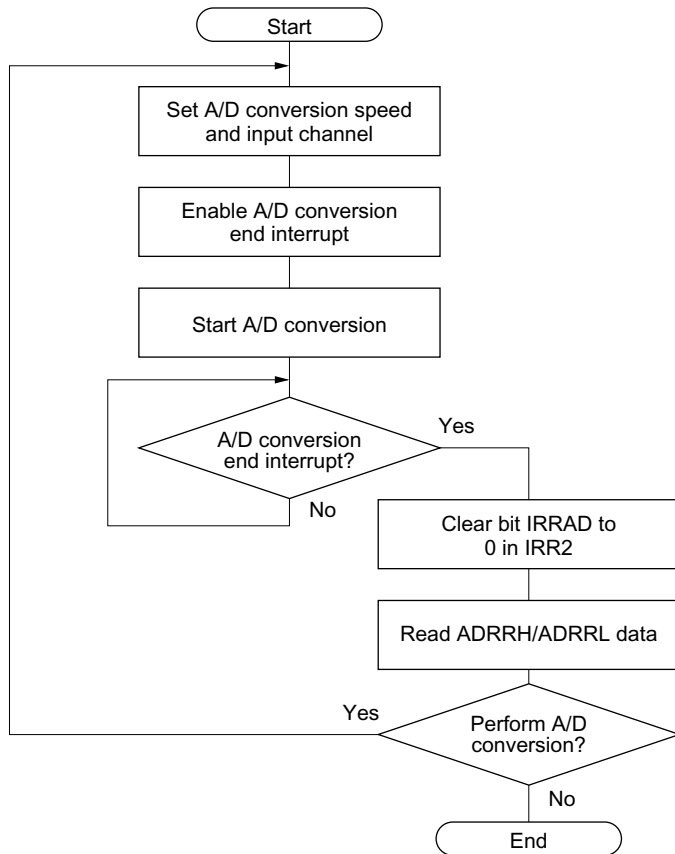 Start
Set A/D conversion speed
and input channel
Enable A/D conversion
end interrupt
Start A/D conversion
A/D conversion
end interrupt?
Yes
No
Clear bit IRRAD to
0 in IRR2
Read ADRRH/ADRRL data
Yes
Perform A/D
conversion?
No
End